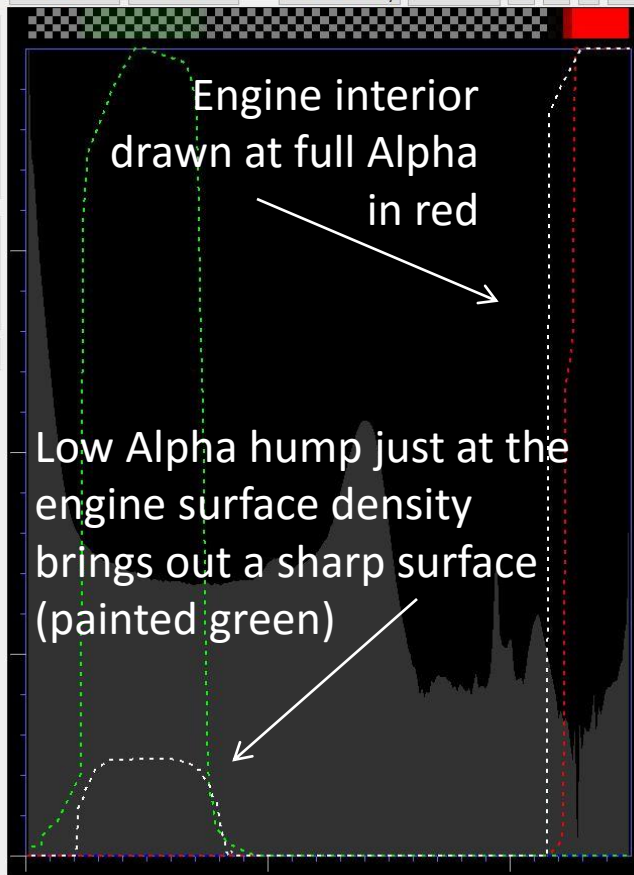 Engine interior
drawn at full Alpha
in red
Low Alpha hump just at the
engine surface density
brings out a sharp surface
(painted green)